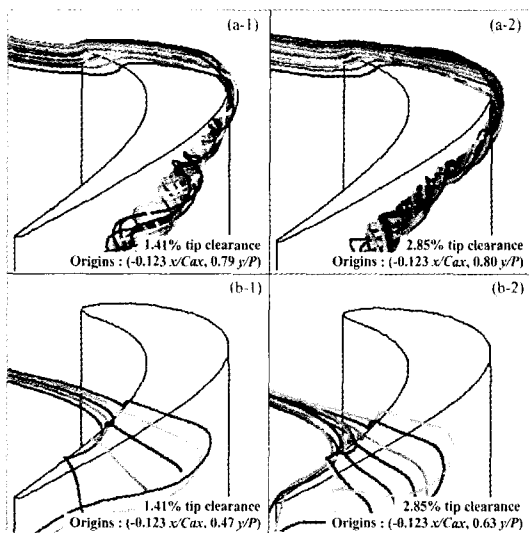 (a-1)
1.41% tip clearance
Origins : (-0.123 x/Cax, 0.79 y/P)
(a-2)
2.85% tip clearance
Origins : (-0.123 x/Cax, 0.80 y/P)
(b-1)
1.41% tip clearance
Origins : (-0.123 x/Cax, 0.47 y/P)
(b-2)
2.85% tip clearance
Origins : (-0.123 x/Cax, 0.63 y/P)